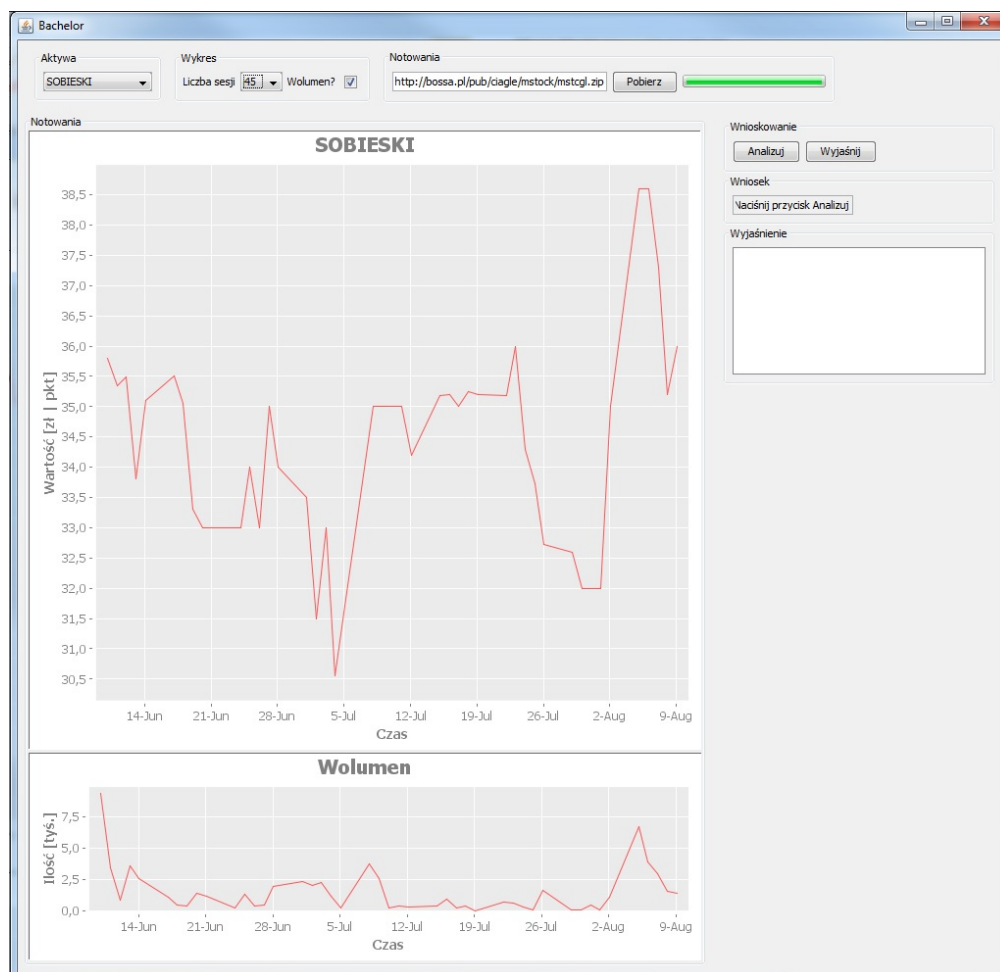 Bachelor
Aktywa
SOBIESKI
Wykres
Liczba sesji 45 Wolumen?
Notowania
http://bossa.pl/pub/ciagle/mstock/mstcgl.zip Pobierz
Notowania
SOBIESKI
38,5
38,0
37,5
37,0
36,5
36,0
35,5
35,0
34,5
34,0
33,5
33,0
32,5
32,0
31,5
31,0
30,5
Wartość [zł | pkt]
14-Jun 21-Jun 28-Jun 5-Jul 12-Jul 19-Jul 26-Jul 2-Aug 9-Aug
Czas
Wolumen
7,5
5,0
2,5
0,0
Ilość [tyś.]
14-Jun 21-Jun 28-Jun 5-Jul 12-Jul 19-Jul 26-Jul 2-Aug 9-Aug
Czas
Wnioskowanie
Analizuj Wyjaśnij
Wniosek
Naciśnij przycisk Analizuj
Wyjaśnienie